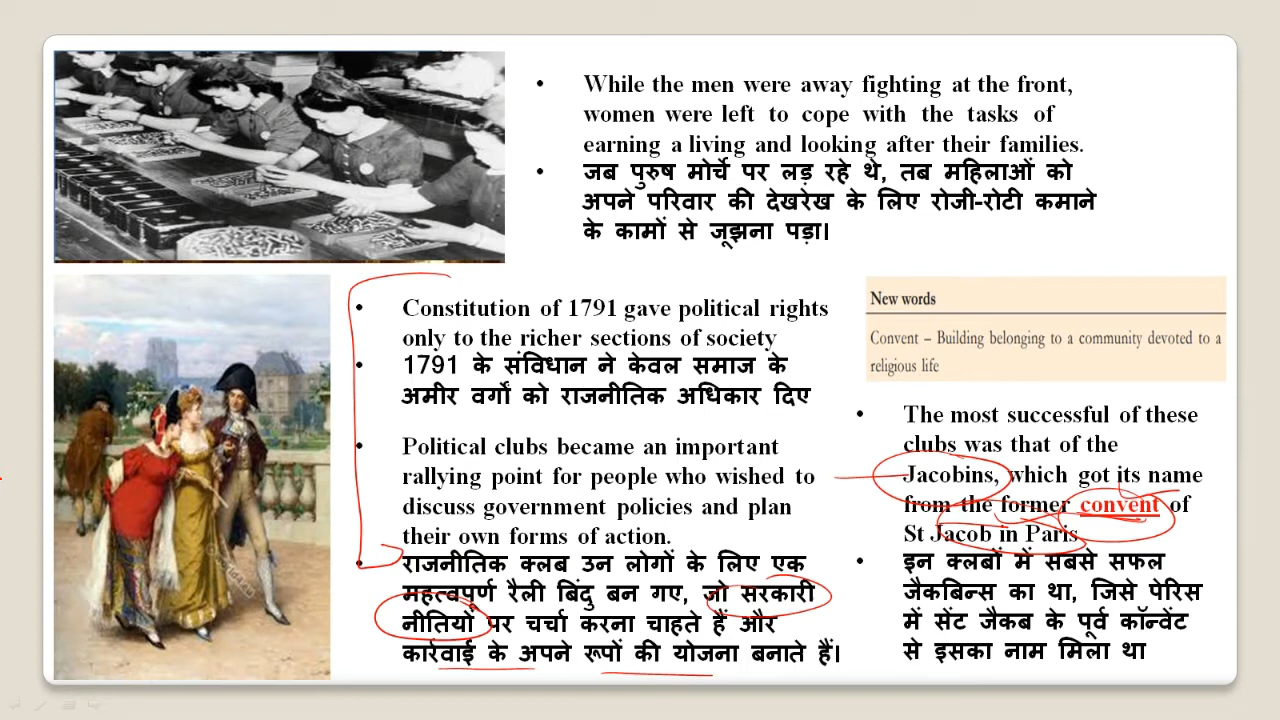 • While the men were away fighting at the front,
women were left to cope with the tasks of
earning a living and looking after their families.
• जब पुरुष मोर्चे पर लड़ रहे थे, तब महिलाओं को
अपने परिवार की देखरेख के लिए रोजी-रोटी कमाने
के कामों से जूझना पड़ा।
• Constitution of 1791 gave political rights
only to the richer sections of society
• 1791 के संविधान ने केवल समाज के
अमीर वर्गों को राजनीतिक अधिकार दिए
• Political clubs became an important
rallying point for people who wished to
discuss government policies and plan
their own forms of action.
• राजनीतिक क्लब उन लोगों के लिए एक
महत्वपूर्ण रैली बिंदु बन गए, जो सरकारी
नीतियों पर चर्चा करना चाहते हैं और
कार्रवाई के अपने रूपों की योजना बनाते हैं।
New words
Convent – Building belonging to a community devoted to a
religious life
• The most successful of these
clubs was that of the
Jacobins, which got its name
from the former convent of
St Jacob in Paris
• इन क्लबों में सबसे सफल
जैकबिन्स का था, जिसे पेरिस
में सेंट जैकब के पूर्व कॉन्वेंट
से इसका नाम मिला था